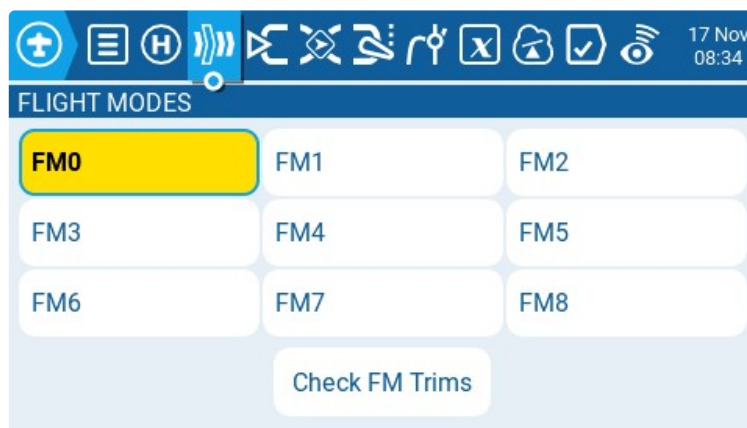 17 Nov
08:34
FLIGHT MODES
FM0 FM1 FM2
FM3 FM4 FM5
FM6 FM7 FM8
Check FM Trims